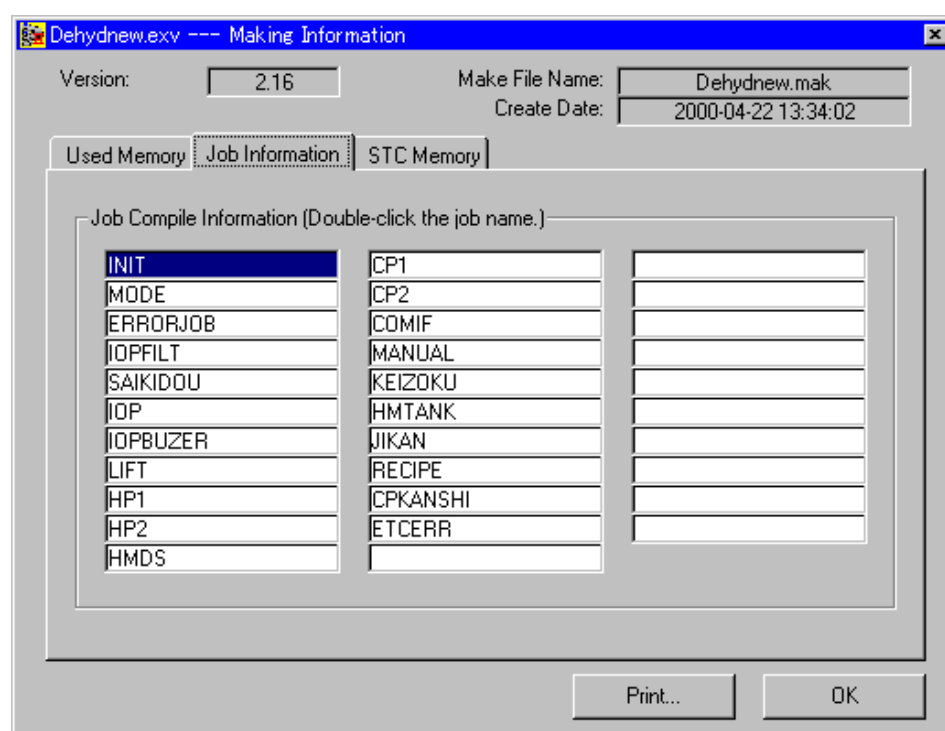 Dehydnew.exv --- Making Information
Version: 2.16
Make File Name: Dehydnew.mak
Create Date: 2000-04-22 13:34:02
Used Memory Job Information STC Memory
Job Compile Information (Double-click the job name.)
INIT
MODE
ERRORJOB
IOPFILT
SAIKIDOU
IOP
IOPBUZER
LIFT
HP1
HP2
HMDS
CP1
CP2
COMIF
MANUAL
KEIZOKU
HMTANK
JIKAN
RECIPE
CPKANSHI
ETCERR
Print... OK